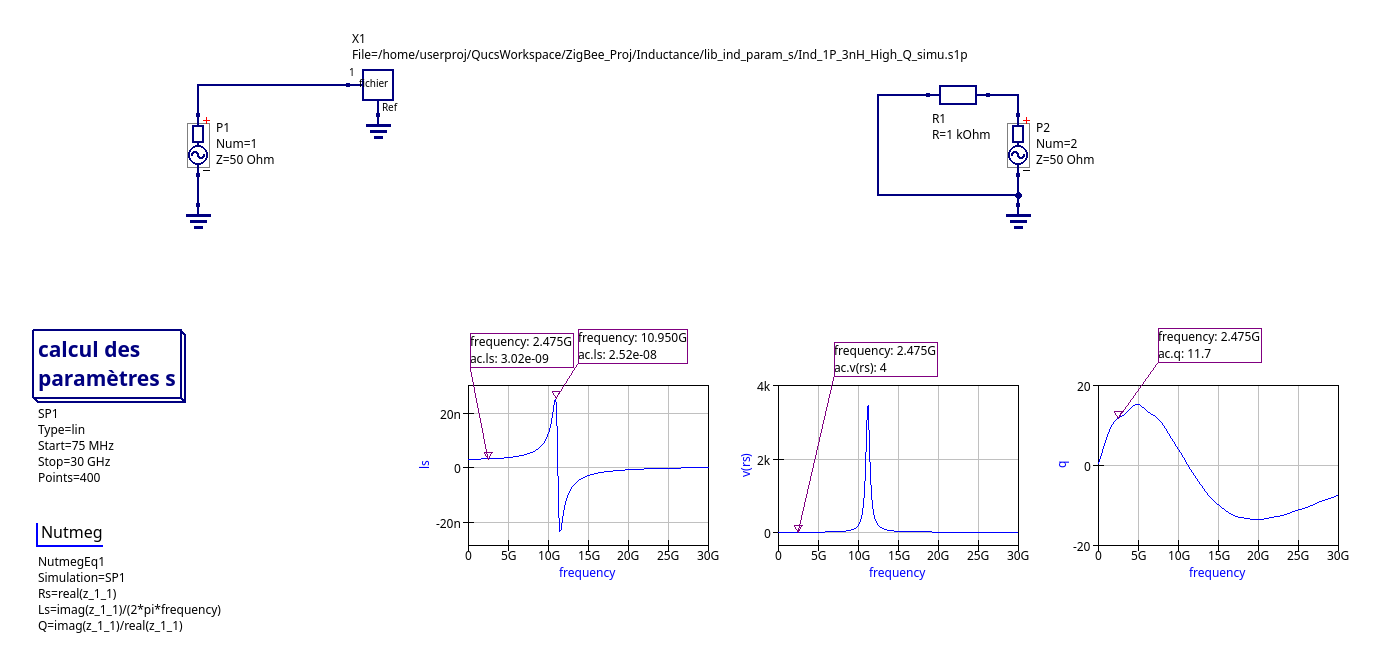 X1
File=/home/userproj/QucsWorkspace/ZigBee_Proj/Inductance/lib_ind_param_s/Ind_1P_3nH_High_Q_simu.s1p
1
fichier
Ref
+
P1
Num=1
Z=50 Ohm
R1
R=1 kOhm
+
P2
Num=2
Z=50 Ohm
calcul des
paramètres s
SP1
Type=lin
Start=75 MHz
Stop=30 GHz
Points=400
Nutmeg
NutmegEq1
Simulation=SP1
Rs=real(z_1_1)
Ls=imag(z_1_1)/(2*pi*frequency)
Q=imag(z_1_1)/real(z_1_1)
frequency: 2.475G
ac.ls: 3.02e-09
frequency: 10.950G
ac.ls: 2.52e-08
20n
0
-20n
ls
0 5G 10G 15G 20G 25G 30G
frequency
frequency: 2.475G
ac.v(rs): 4
4k
2k
0
v(rs)
0 5G 10G 15G 20G 25G 30G
frequency
frequency: 2.475G
ac.q: 11.7
20
0
-20
q
0 5G 10G 15G 20G 25G 30G
frequency